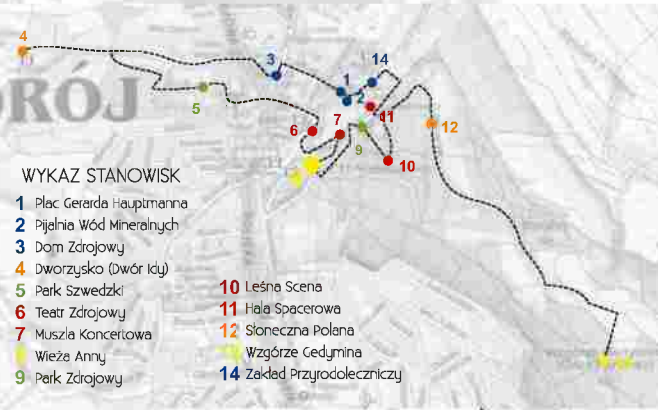 4
3
14
1
2
RÓJ
5
11
6
7
12
9
10
WYKAZ STANOWISK
1 Plac Gerarda Hauptmanna
2 Pijalnia Wód Mineralnych
3 Dom Zdrojowy
4 Dworzysko (Dwór Idy)
5 Park Szwedzki
6 Teatr Zdrojowy
7 Muszla Koncertowa
Wieża Anny
9 Park Zdrojowy
10 Leśna Scena
11 Hala Spacerowa
12 Słoneczna Polana
Wzgórze Gedymina
14 Zakład Przyrodoleczniczy